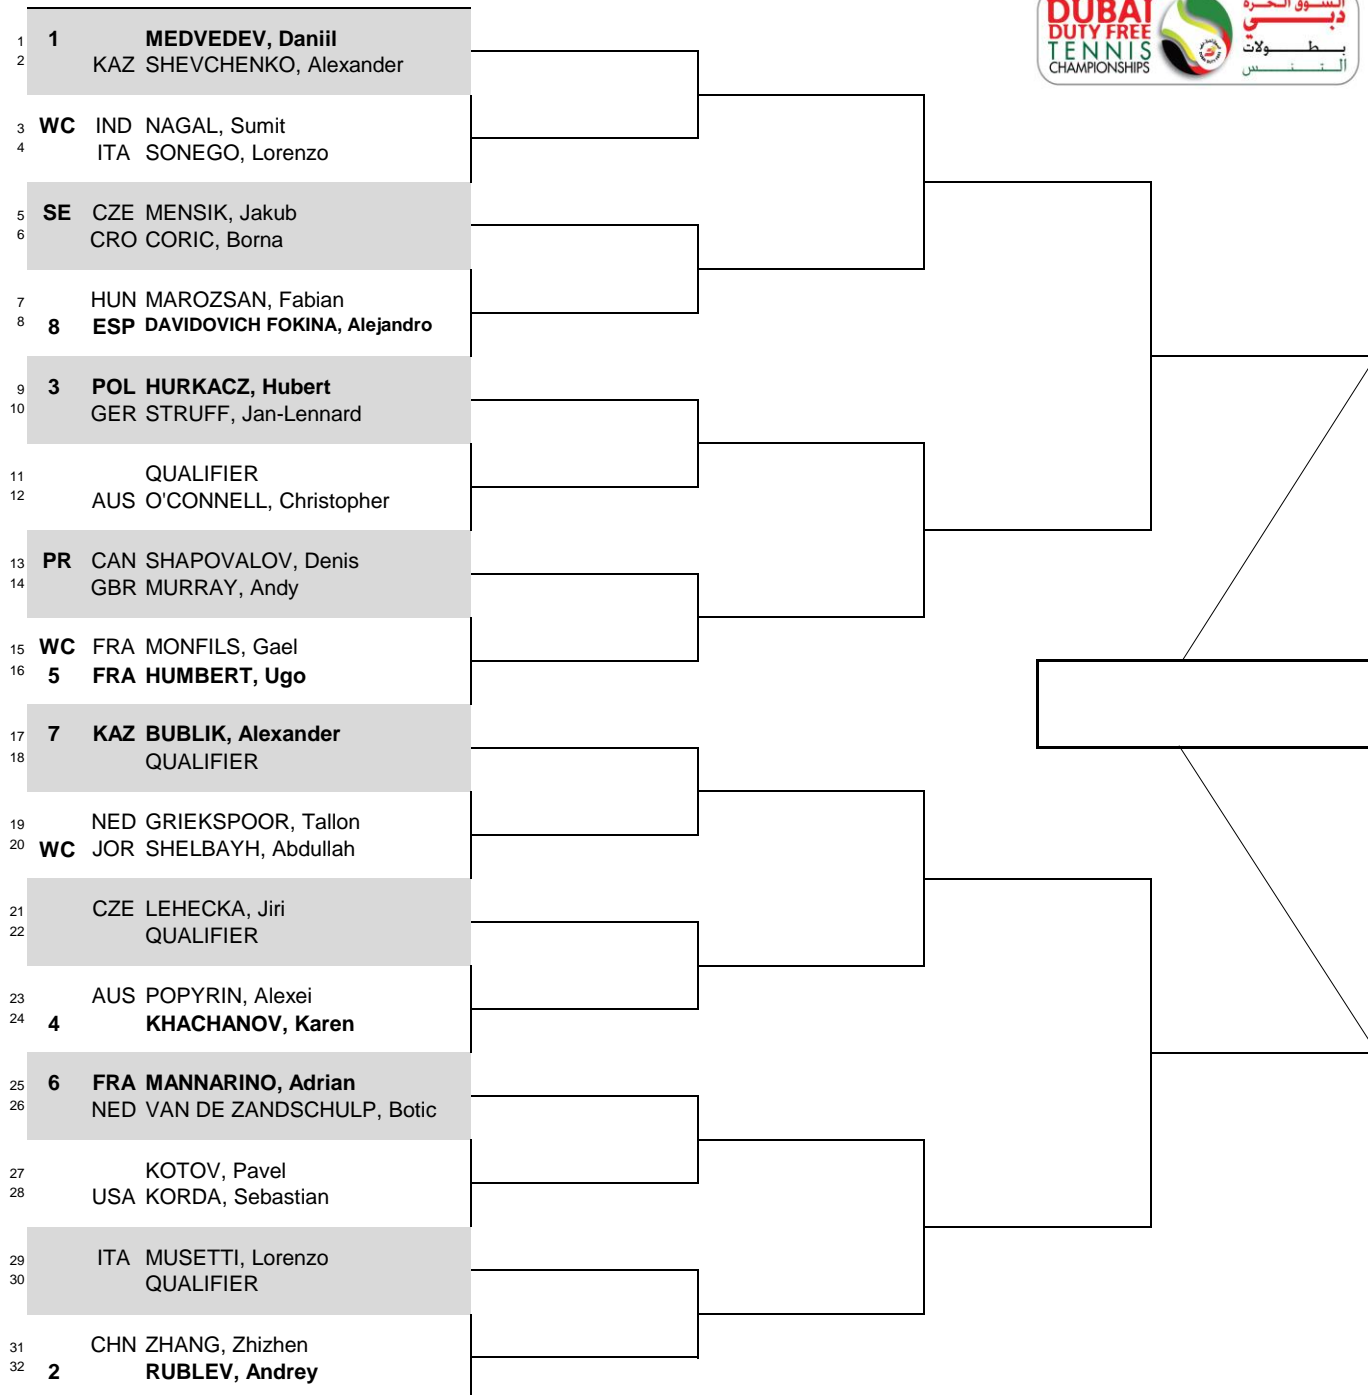 DUBAI
DUTY FREE
TENNIS
CHAMPIONSHIPS
السوق الحرة
دبي
بطولات
التنس
1 1 MEDVEDEV, Daniil
2 KAZ SHEVCHENKO, Alexander
3 WC IND NAGAL, Sumit
4 ITA SONEGO, Lorenzo
5 SE CZE MENSIK, Jakub
6 CRO CORIC, Borna
7 HUN MAROZSAN, Fabian
8 8 ESP DAVIDOVICH FOKINA, Alejandro
9 3 POL HURKACZ, Hubert
10 GER STRUFF, Jan-Lennard
11 QUALIFIER
12 AUS O'CONNELL, Christopher
13 PR CAN SHAPOVALOV, Denis
14 GBR MURRAY, Andy
15 WC FRA MONFILS, Gael
16 5 FRA HUMBERT, Ugo
17 7 KAZ BUBLIK, Alexander
18 QUALIFIER
19 NED GRIEKSPOOR, Tallon
20 WC JOR SHELBAYH, Abdullah
21 CZE LEHECKA, Jiri
22 QUALIFIER
23 AUS POPYRIN, Alexei
24 4 KHACHANOV, Karen
25 6 FRA MANNARINO, Adrian
26 NED VAN DE ZANDSCHULP, Botic
27 KOTOV, Pavel
28 USA KORDA, Sebastian
29 ITA MUSETTI, Lorenzo
30 QUALIFIER
31 CHN ZHANG, Zhizhen
32 2 RUBLEV, Andrey